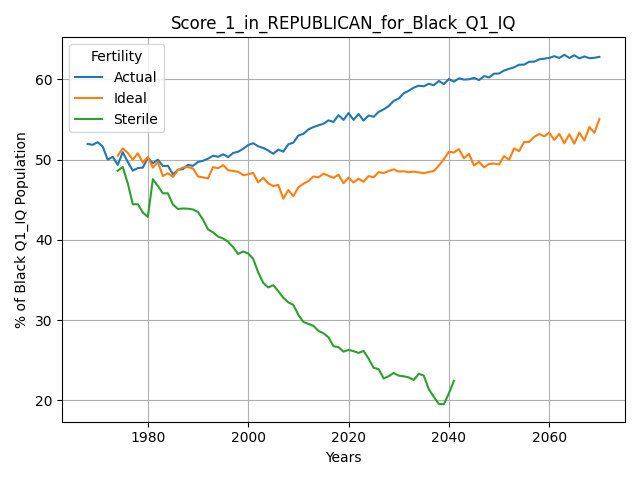 Score_1_in_REPUBLICAN_for_Black_Q1_IQ
Fertility
Actual
Ideal
Sterile
% of Black Q1_IQ Population
60
50
40
30
20
1980
2000
2020
2040
2060
Years